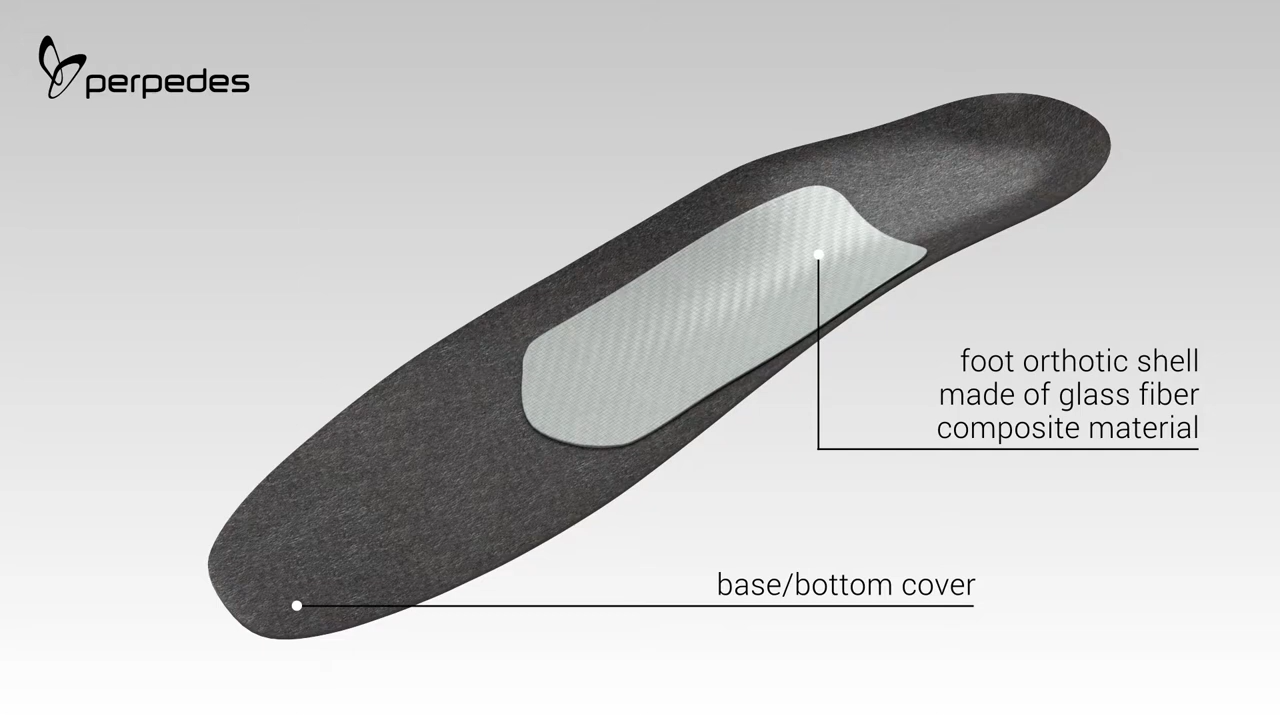 perpedes
foot orthotic shell
made of glass fiber
composite material
base/bottom cover